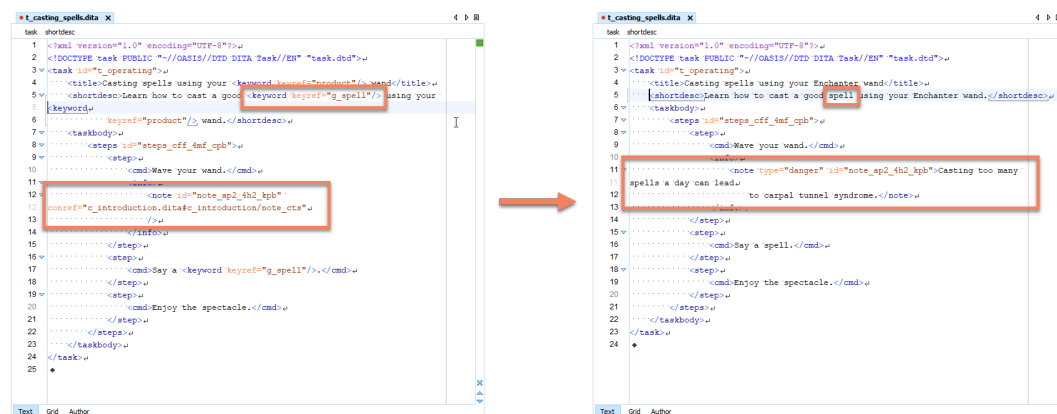 t_casting_spells.dita
task shortdesc
1 <?xml version="1.0" encoding="UTF-8"?>
2 <!DOCTYPE task PUBLIC "-//OASIS//DTD DITA Task//EN" "task.dtd">
3 <task id="t_operating">
4 <title>Casting spells using your <keyword keyref="product"/> wand</title>
5 <shortdesc>Learn how to cast a good <keyword keyref="g_spell"/> using your
<keyword
6 keyref="product"/> wand.</shortdesc>
7 <taskbody>
8 <steps id="steps_cff_4mf_cpb">
9 <step>
10 <cmd>Wave your wand.</cmd>
11 <info>
12 <note id="note_ap2_4h2_kpb"
conref="c_introduction.dita#c_introduction/note_cts"
13 />
14 </info>
15 </step>
16 <step>
17 <cmd>Say a <keyword keyref="g_spell"/>.</cmd>
18 </step>
19 <step>
20 <cmd>Enjoy the spectacle.</cmd>
21 </step>
22 </steps>
23 </taskbody>
24 </task>
25
Text Grid Author
t_casting_spells.dita
task shortdesc
1 <?xml version="1.0" encoding="UTF-8"?>
2 <!DOCTYPE task PUBLIC "-//OASIS//DTD DITA Task//EN" "task.dtd">
3 <task id="t_operating">
4 <title>Casting spells using your Enchanter wand</title>
5 <shortdesc>Learn how to cast a good spell using your Enchanter wand.</shortdesc>
6 <taskbody>
7 <steps id="steps_cff_4mf_cpb">
8 <step>
9 <cmd>Wave your wand.</cmd>
10 <info>
11 <note type="danger" id="note_ap2_4h2_kpb">Casting too many
spells a day can lead
12 to carpal tunnel syndrome.</note>
13 </info>
14 </step>
15 <step>
16 <cmd>Say a spell.</cmd>
17 </step>
18 <step>
19 <cmd>Enjoy the spectacle.</cmd>
20 </step>
21 </steps>
22 </taskbody>
23 </task>
24
Text Grid Author